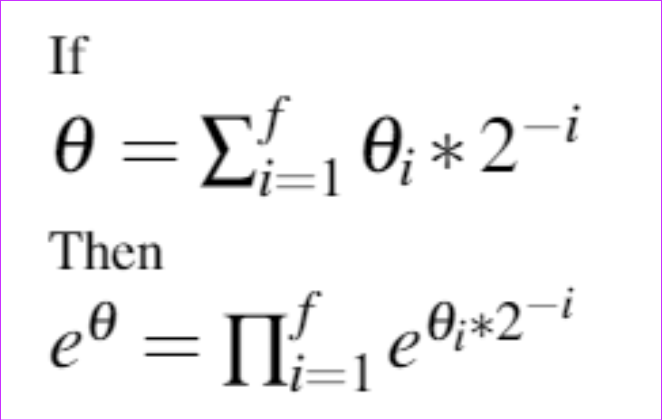 If
θ = ∑_{i=1}^{f} θ_i * 2^{-i}
Then
e^θ = ∏_{i=1}^{f} e^{θ_i * 2^{-i}}